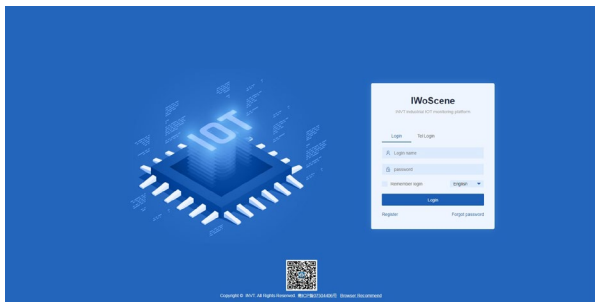 IOT
IWoScene
INVT Industrial IOT monitoring platform
Login Tel Login
Login name
password
remember login English
Login
Register Forgot password
Copyright © INVT. All Rights Reserved Browser Recommend